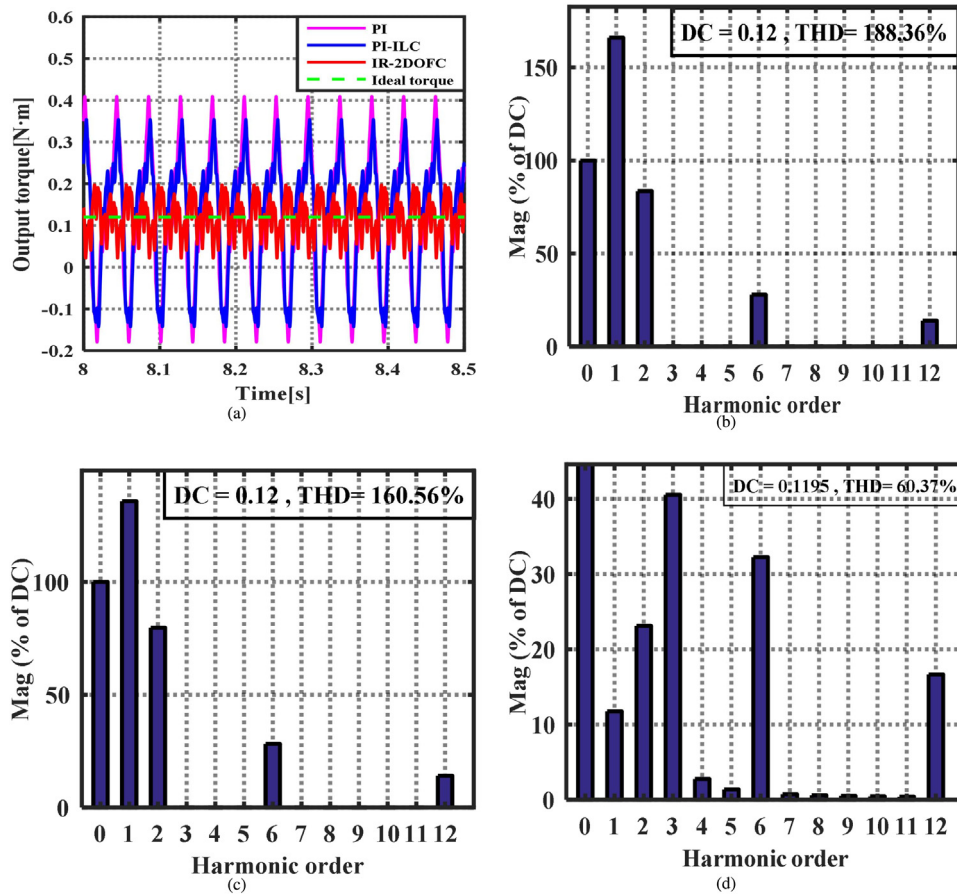 0.6
0.5
0.4
0.3
0.2
0.1
0
-0.1
-0.2
Output torque[N·m]
PI
PI-ILC
IR-2DOFC
Ideal torque
8 8.1 8.2 8.3 8.4 8.5
Time[s]
(a)
DC = 0.12 , THD= 188.36%
150
100
50
0
Mag (% of DC)
0 1 2 3 4 5 6 7 8 9 10 11 12
Harmonic order
(b)
DC = 0.12 , THD= 160.56%
100
50
0
Mag (% of DC)
0 1 2 3 4 5 6 7 8 9 10 11 12
Harmonic order
(c)
DC = 0.1195 , THD= 60.37%
40
30
20
10
0
Mag (% of DC)
0 1 2 3 4 5 6 7 8 9 10 11 12
Harmonic order
(d)